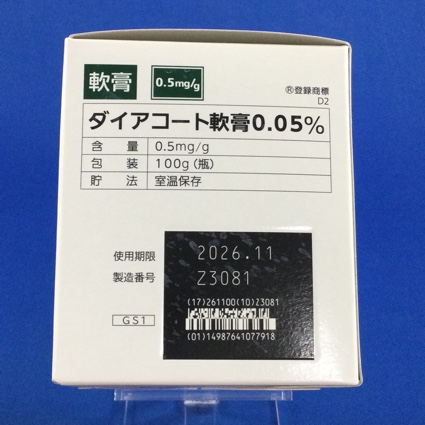 軟膏
0.5mg/g
®登録商標
D2
ダイアコート軟膏0.05%
含 量 0.5mg/g
包 装 100g(瓶)
貯 法 室温保存
使用期限 2026.11
製造番号 Z3081
(17)261100(10)Z3081
GS1
(01)14987641077918